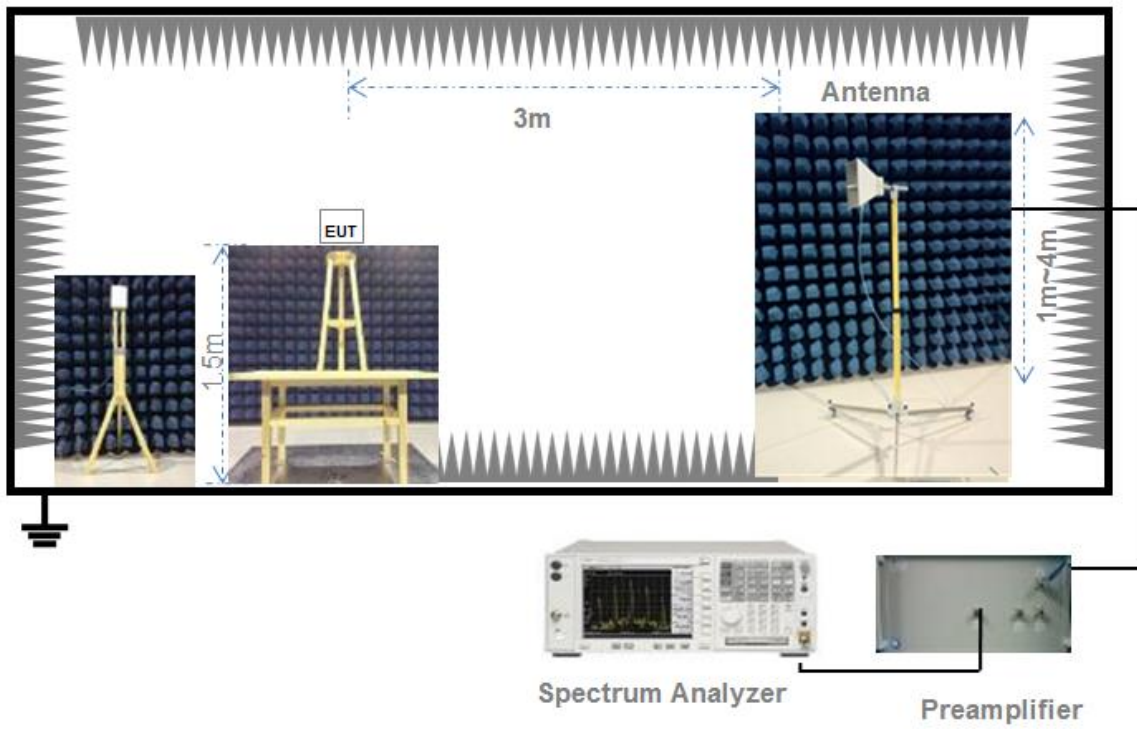 Antenna
3m
EUT
1.5m
1m~4m
Spectrum Analyzer
Preamplifier